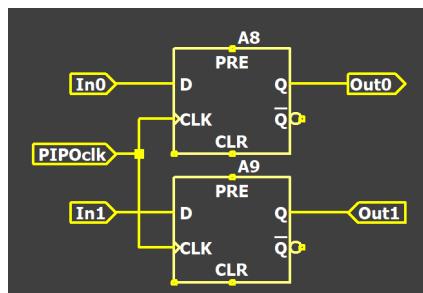 A8
PRE
In0 D Q Out0
CLK Q
CLR
PIPOclk
A9
PRE
In1 D Q Out1
CLK Q
CLR